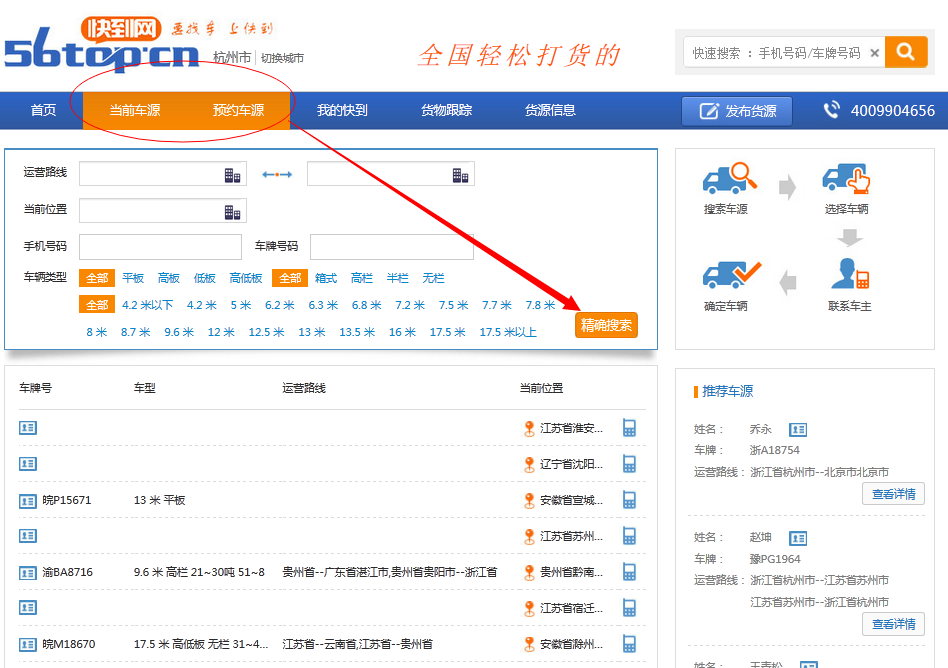 快到网
要找车 上快到
56top.cn 杭州市 | 切换城市
全国轻松打货的
快速搜索 ：手机号码/车牌号码 ×
首页 当前车源 预约车源 我的快到 货物跟踪 货源信息 发布货源 4009904656
运营路线
当前位置
手机号码 车牌号码
车辆类型 全部 平板 高板 低板 高低板 全部 箱式 高栏 半栏 无栏
全部 4.2 米以下 4.2 米 5 米 6.2 米 6.3 米 6.8 米 7.2 米 7.5 米 7.7 米 7.8 米
8 米 8.7 米 9.6 米 12 米 12.5 米 13 米 13.5 米 16 米 17.5 米 17.5 米以上
精确搜索
搜索车源 选择车辆
确定车辆 联系车主
车牌号 车型 运营路线 当前位置
江苏省淮安...
辽宁省沈阳...
皖P15671 13 米 平板 安徽省宣城...
江苏省苏州...
渝BA8716 9.6 米 高栏 21~30吨 51~8 贵州省--广东省湛江市,贵州省贵阳市--浙江省 贵州省黔南...
江苏省宿迁...
皖M18670 17.5 米 高低板 无栏 31~4... 江苏省--云南省,江苏省--贵州省 安徽省滁州...
推荐车源
姓名： 乔永
车牌： 浙A18754
运营路线：浙江省杭州市--北京市北京市
查看详情
姓名： 赵坤
车牌： 豫PG1964
运营路线：浙江省杭州市--江苏省苏州市
江苏省苏州市--浙江省杭州市
查看详情
姓名：